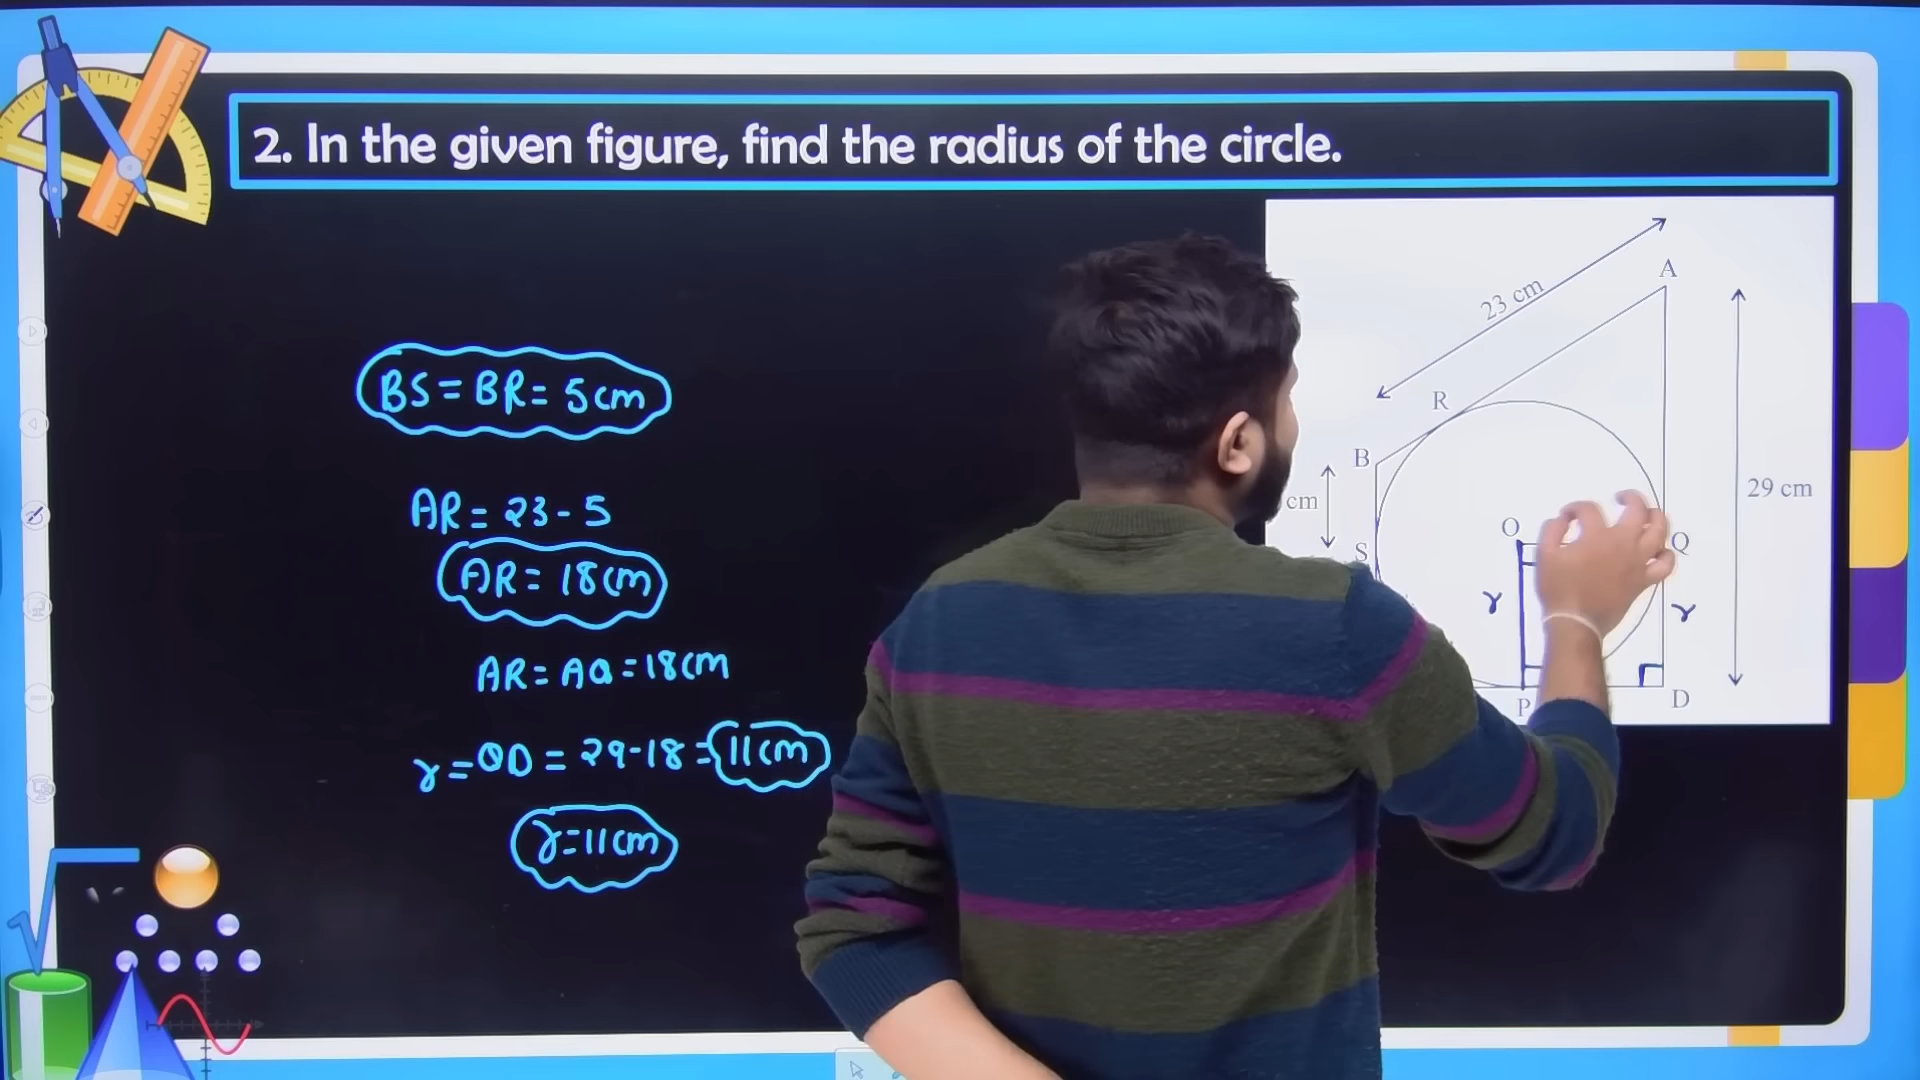 2. In the given figure, find the radius of the circle.
BS = BR = 5cm
AR = 23 - 5
AR = 18cm
AR = AQ = 18cm
r = QD = 29-18 = 11cm
r = 11cm
A
23 cm
R
B
29 cm
cm
O
Q
S
r
r
P
D